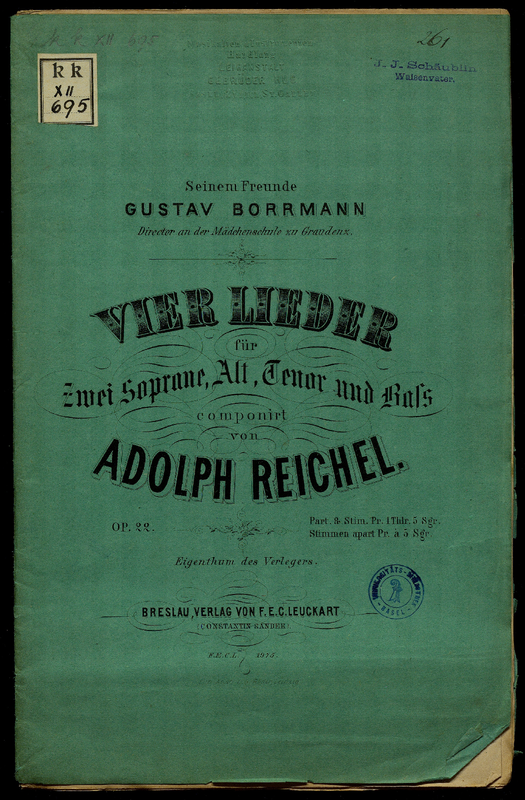 261
J. J. Schäublin
Waisenvater.
kk
XII
695
Seinem Freunde
GUSTAV BORRMANN
Director an der Mädchenschule zu Graudenz.
VIER LIEDER
für
Zwei Soprane, Alt, Tenor und Bass
componirt
von
ADOLPH REICHEL.
OP. 22.
Part. & Stim. Pr. 1 Thlr. 5 Sgr.
Stimmen apart Pr. à 5 Sgr.
Eigenthum des Verlegers.
BRESLAU, VERLAG VON F. E. C. LEUCKART
(CONSTANTIN SANDER)
F.E.C.L. 1975.
BASEL